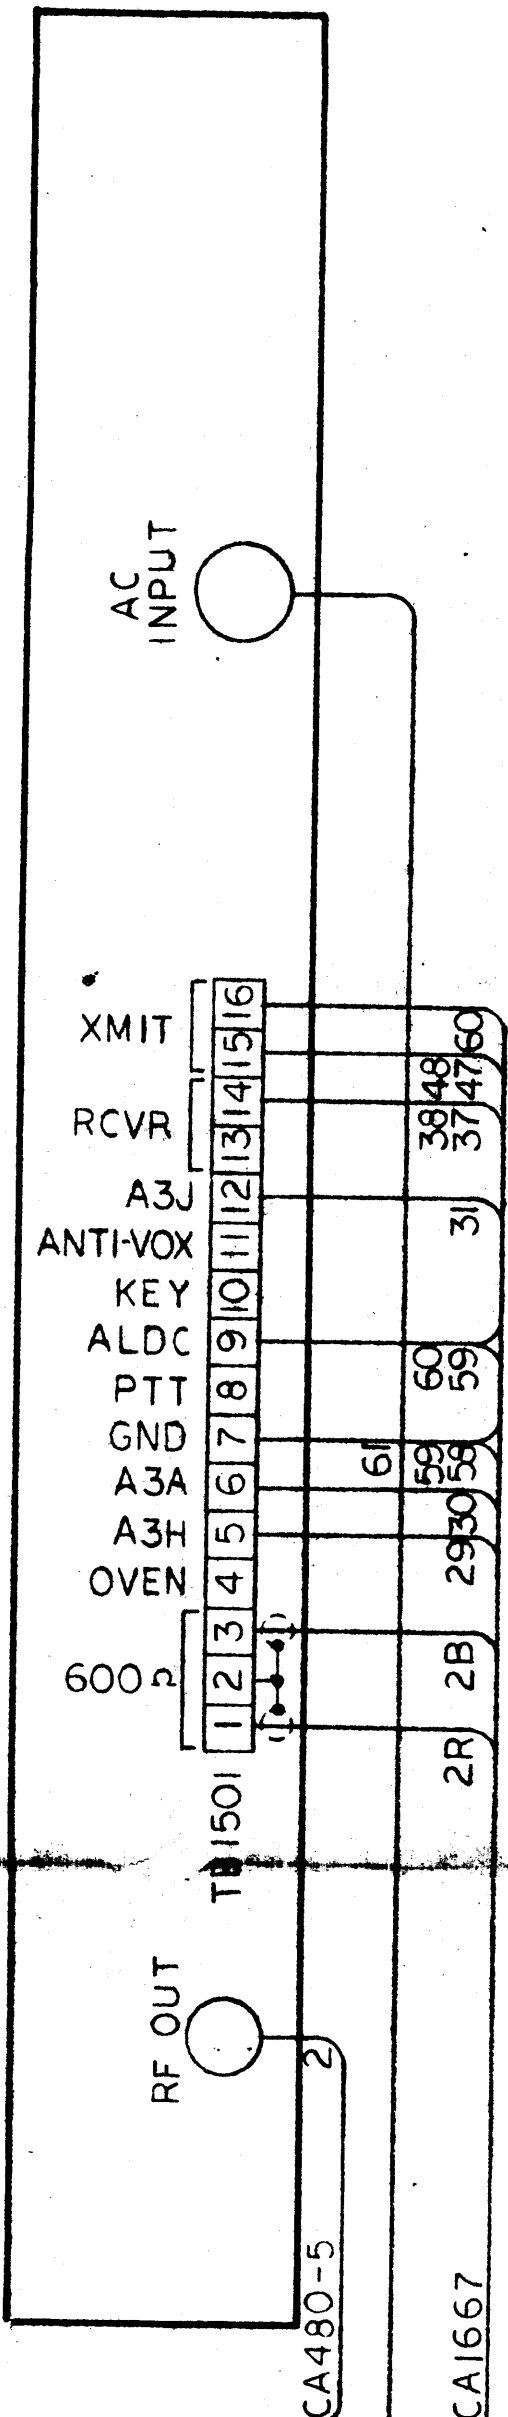 AC
INPUT
XMIT
16
60
15
48
47
RCVR
14
38
37
13
A3J
12
31
ANTI-VOX
11
KEY
10
ALDC
9
60
59
PTT
8
GND
7
61
59
58
A3A
6
30
A3H
5
29
OVEN
4
600Ω
3
2B
2
1
2R
TB1501
RF OUT
2
CA480-5
CA1667